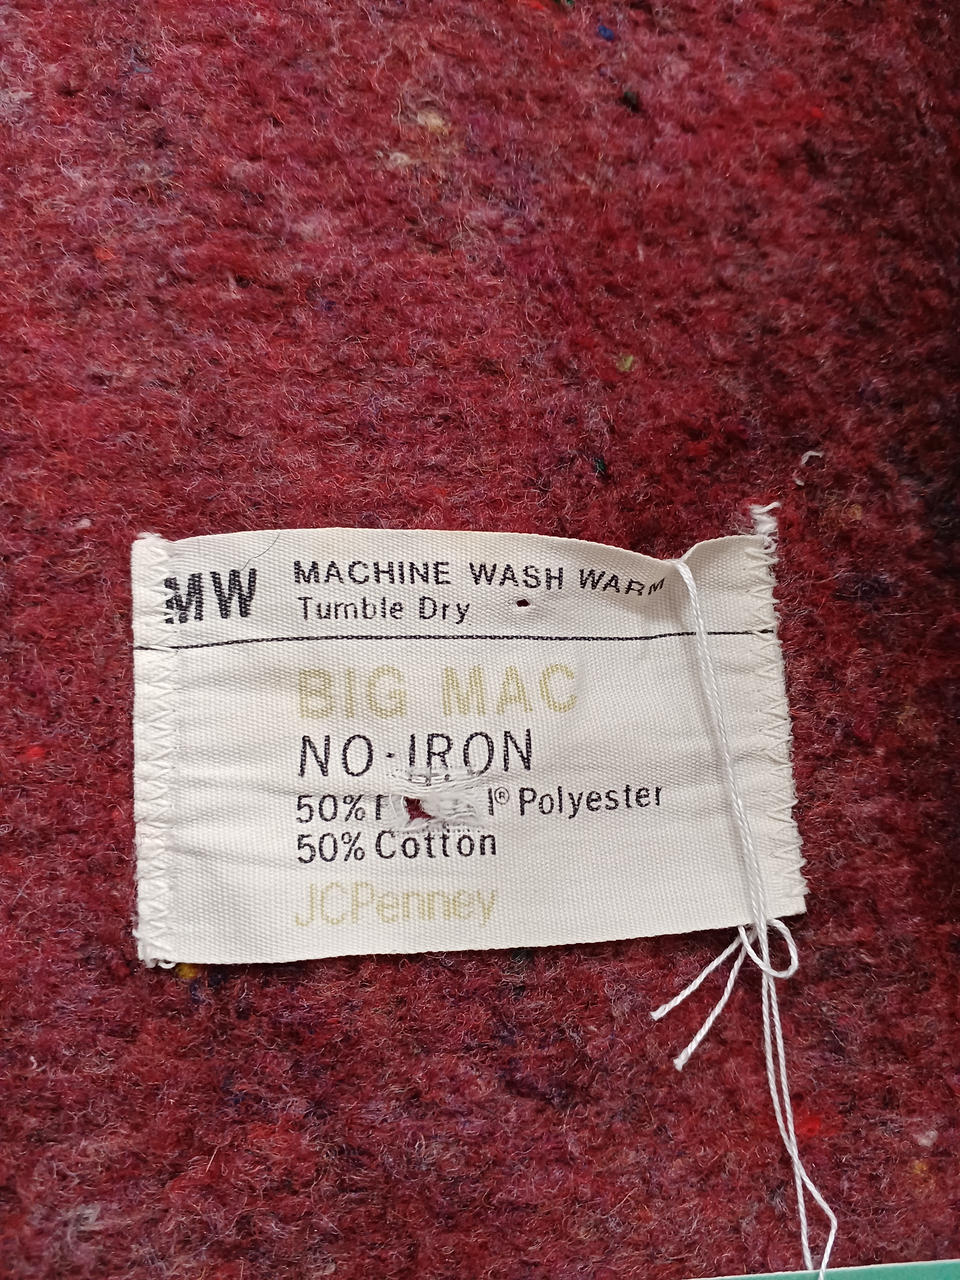 MW
MACHINE WASH WARM
Tumble Dry
BIG MAC
NO-IRON
50% ® Polyester
50% Cotton
JCPenney